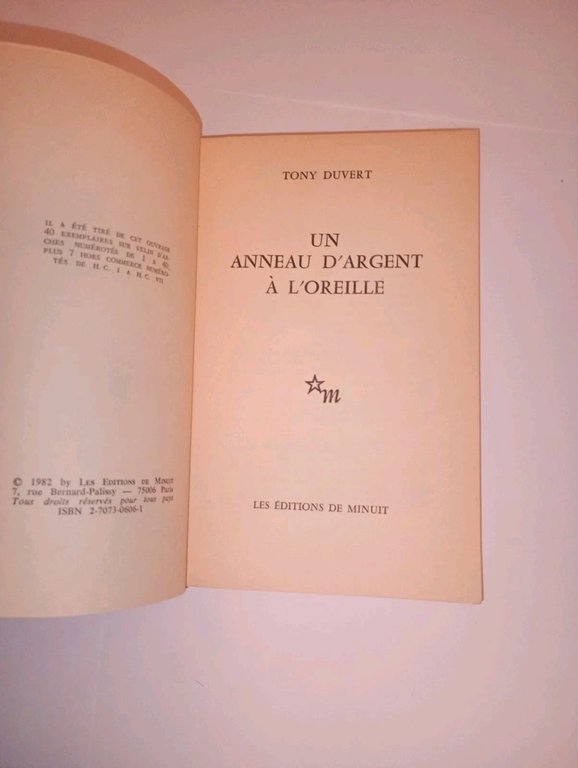 IL A ÉTÉ TIRÉ DE CET OUVRAGE
40 EXEMPLAIRES SUR VELIN D'AR-
CHES NUMÉROTÉS DE 1 A 40,
PLUS 7 HORS COMMERCE NUMÉRO-
TÉS DE H. C. I A H. C. VII
© 1982 by LES EDITIONS DE MINUIT
7, rue Bernard-Palissy — 75006 Paris
Tous droits réservés pour tous pays
ISBN 2-7073-0606-1
TONY DUVERT
UN
ANNEAU D'ARGENT
À L'OREILLE
m
LES ÉDITIONS DE MINUIT